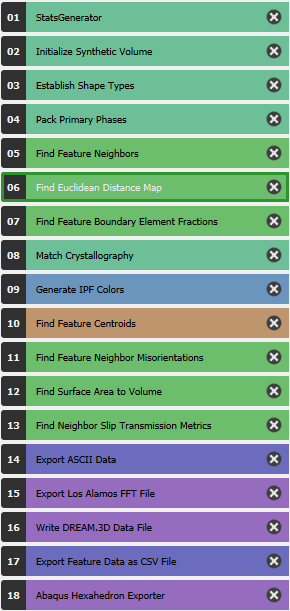 01 StatsGenerator
02 Initialize Synthetic Volume
03 Establish Shape Types
04 Pack Primary Phases
05 Find Feature Neighbors
06 Find Euclidean Distance Map
07 Find Feature Boundary Element Fractions
08 Match Crystallography
09 Generate IPF Colors
10 Find Feature Centroids
11 Find Feature Neighbor Misorientations
12 Find Surface Area to Volume
13 Find Neighbor Slip Transmission Metrics
14 Export ASCII Data
15 Export Los Alamos FFT File
16 Write DREAM.3D Data File
17 Export Feature Data as CSV File
18 Abaqus Hexahedron Exporter